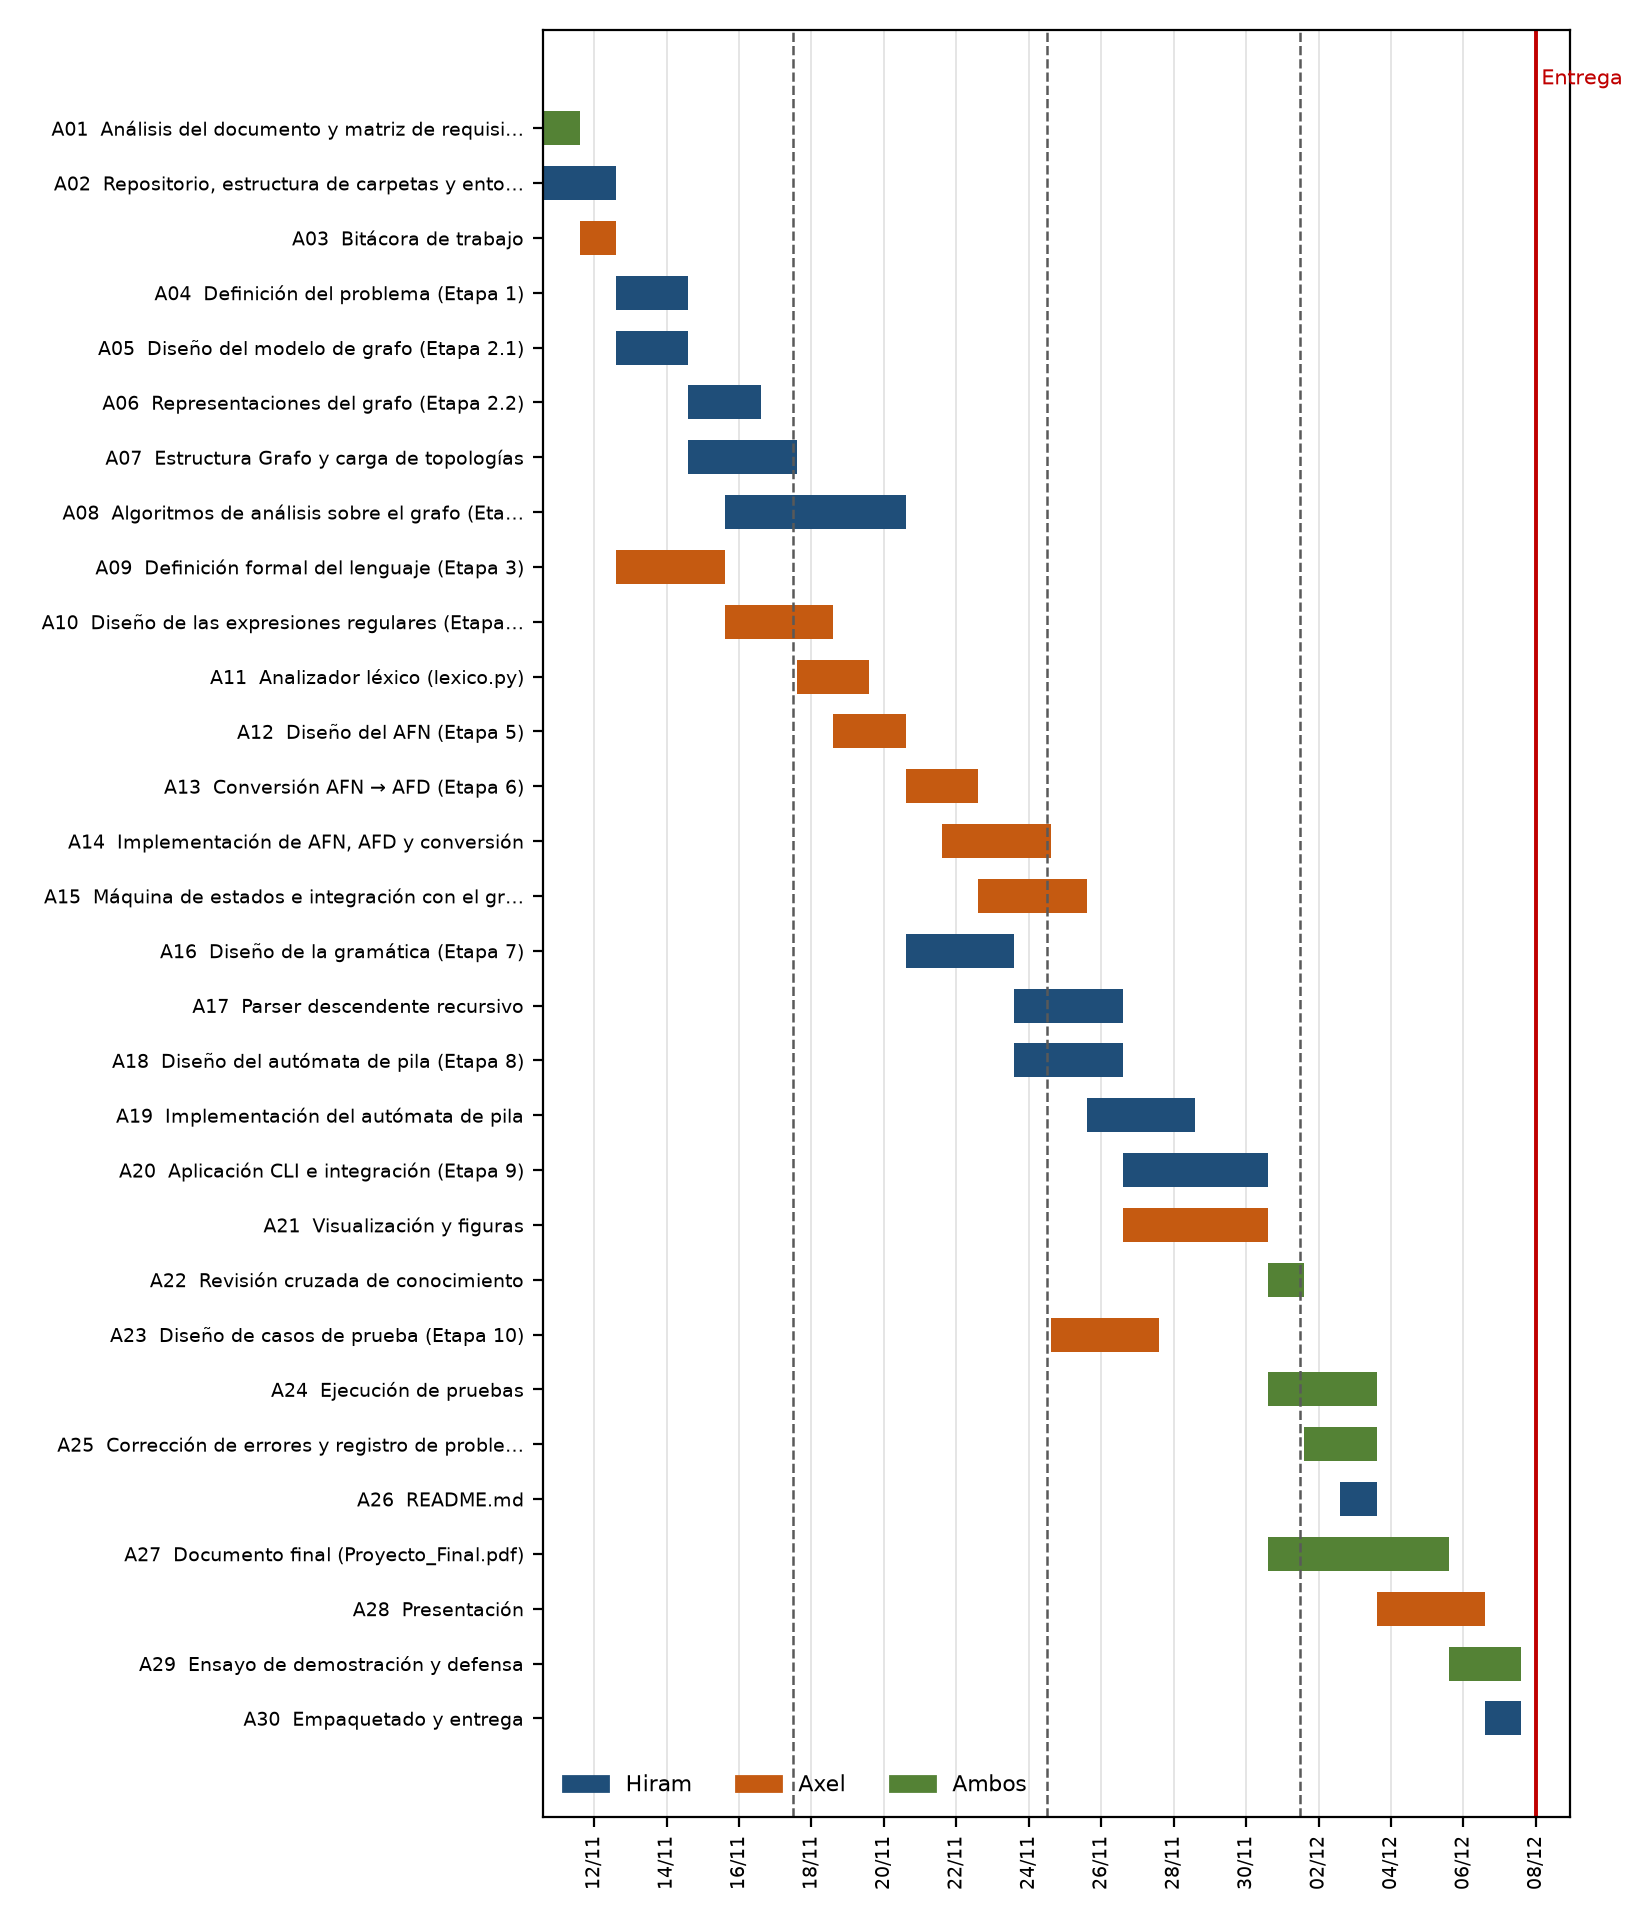 Entrega
A01 Análisis del documento y matriz de requisi…
A02 Repositorio, estructura de carpetas y ento…
A03 Bitácora de trabajo
A04 Definición del problema (Etapa 1)
A05 Diseño del modelo de grafo (Etapa 2.1)
A06 Representaciones del grafo (Etapa 2.2)
A07 Estructura Grafo y carga de topologías
A08 Algoritmos de análisis sobre el grafo (Eta…
A09 Definición formal del lenguaje (Etapa 3)
A10 Diseño de las expresiones regulares (Etapa…
A11 Analizador léxico (lexico.py)
A12 Diseño del AFN (Etapa 5)
A13 Conversión AFN → AFD (Etapa 6)
A14 Implementación de AFN, AFD y conversión
A15 Máquina de estados e integración con el gr…
A16 Diseño de la gramática (Etapa 7)
A17 Parser descendente recursivo
A18 Diseño del autómata de pila (Etapa 8)
A19 Implementación del autómata de pila
A20 Aplicación CLI e integración (Etapa 9)
A21 Visualización y figuras
A22 Revisión cruzada de conocimiento
A23 Diseño de casos de prueba (Etapa 10)
A24 Ejecución de pruebas
A25 Corrección de errores y registro de proble…
A26 README.md
A27 Documento final (Proyecto_Final.pdf)
A28 Presentación
A29 Ensayo de demostración y defensa
A30 Empaquetado y entrega
Hiram Axel Ambos
12/11 14/11 16/11 18/11 20/11 22/11 24/11 26/11 28/11 30/11 02/12 04/12 06/12 08/12